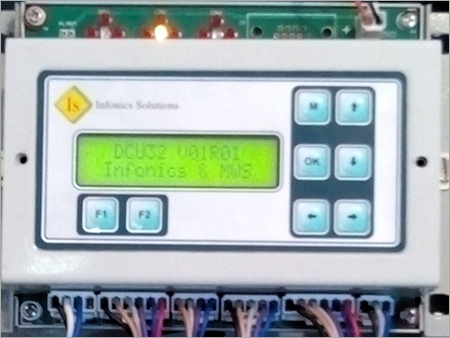 Is Infonics Solutions
DCU32 V01R01
Infonics & MWS
M
OK
F1 F2